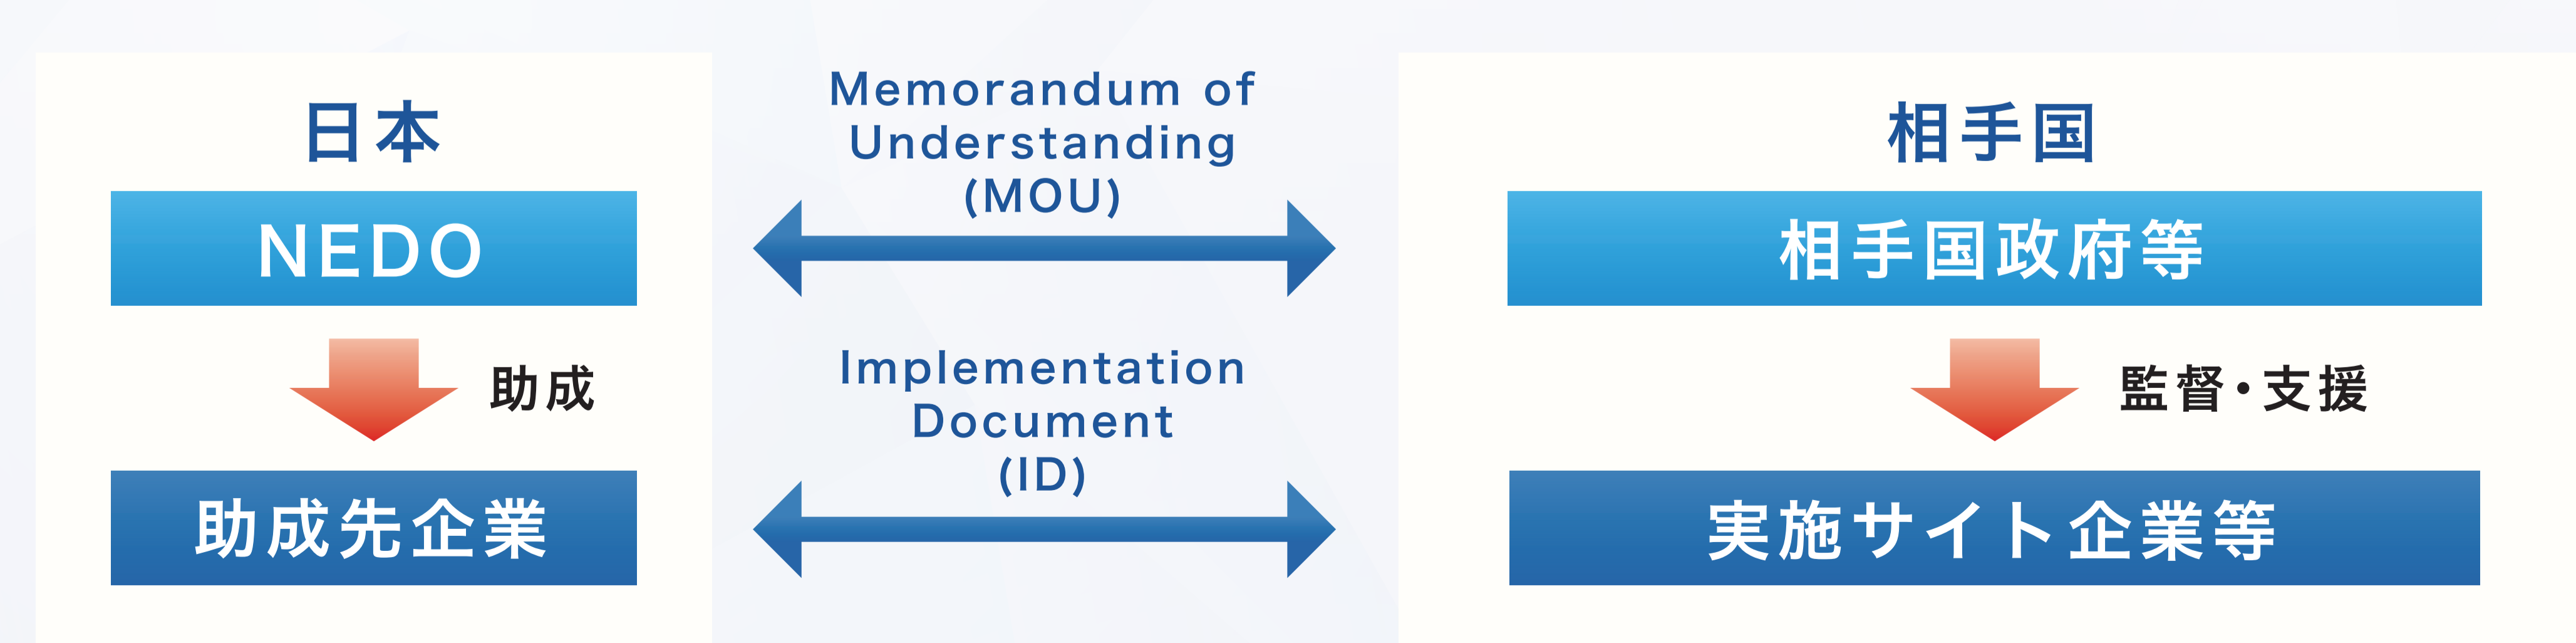 日本
NEDO
助成
助成先企業
Memorandum of
Understanding
(MOU)
Implementation
Document
(ID)
相手国
相手国政府等
監督・支援
実施サイト企業等